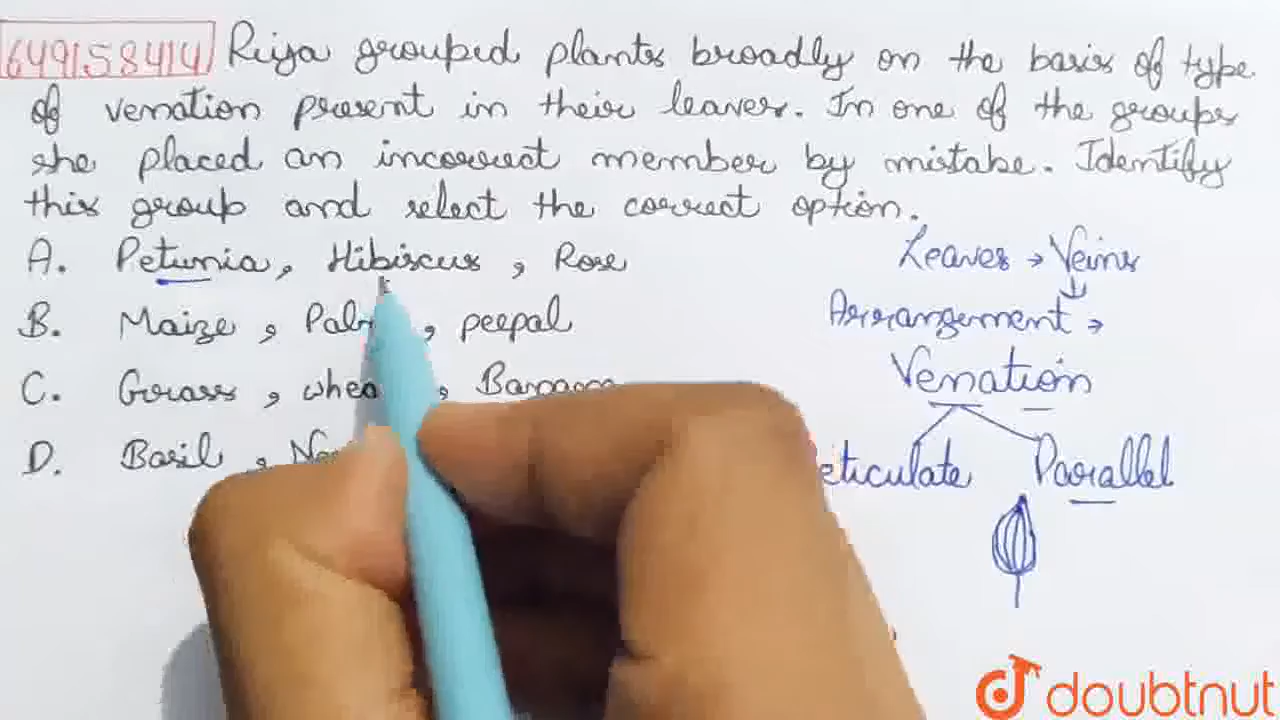 649158414 Riya grouped plants broadly on the basis of type
of venation present in their leaves. In one of the groups
she placed an incorrect member by mistake. Identify
this group and select the correct option.
A. Petunia, Hibiscus, Rose
B. Maize, , peepal
C. Grass, ,
D. Basil,
Leaves → Veins
Arrangement →
Venation
Parallel
doubtnut